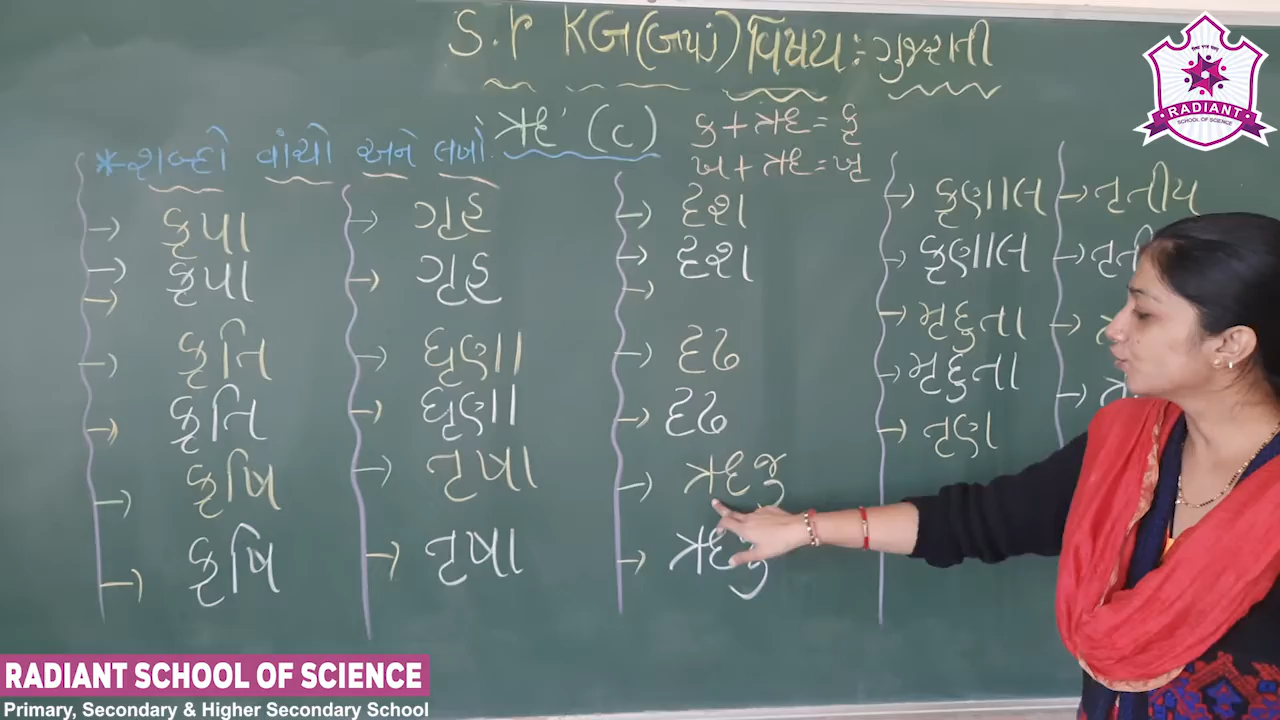 S.r KG(બાયાં) વિષય:- ગુજરાતી
ઋ' (c)
ક + ઋ = કૃ
ખ + ઋ = ખૃ
*શબ્દો વાંચો અને લખો.
→ કૃપા
→ કૃપા
→
→ કૃતિ
→ કૃતિ
→ કૃષિ
→ કૃષિ
→ ગૃહ
→ ગૃહ
→ ઘૃણા
→ ઘૃણા
→ તૃષા
→ તૃષા
→ દૃશ
→ દૃશ
→
→ દૃઢ
→ દૃઢ
→ ઋજુ
→ ઋજુ
→ કૃણાલ
→ કૃણાલ
→ મૃદુતા
→ મૃદુતા
→ તૃણ
→ તૃતીય
RADIANT
SCHOOL OF SCIENCE
RADIANT SCHOOL OF SCIENCE
Primary, Secondary & Higher Secondary School